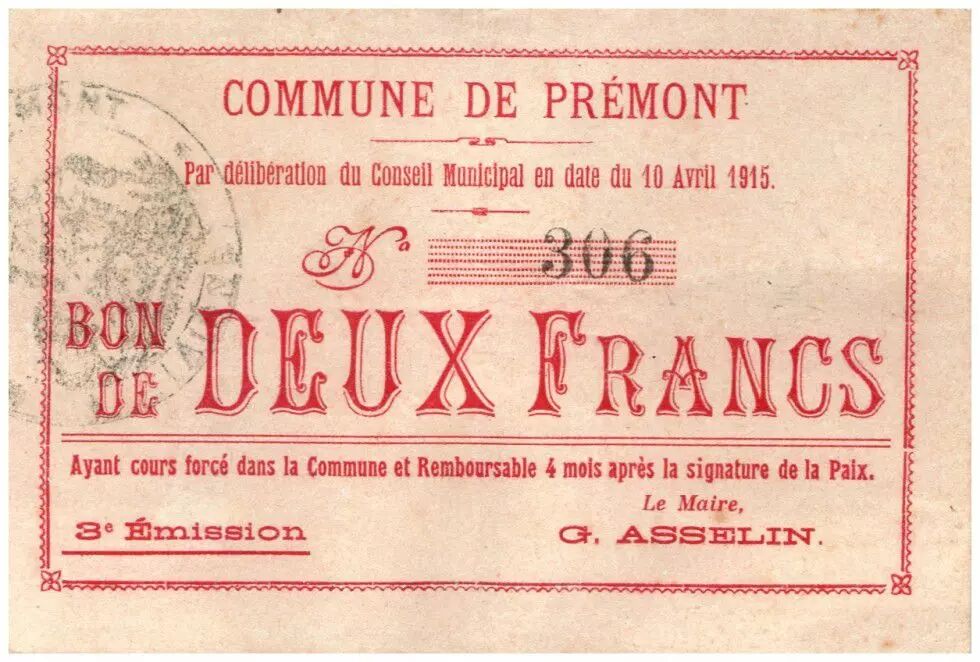 COMMUNE DE PRÉMONT
Par délibération du Conseil Municipal en date du 10 Avril 1915.
Nº 306
BON DE DEUX FRANCS
Ayant cours forcé dans la Commune et Remboursable 4 mois après la signature de la Paix.
Le Maire,
3e Émission G. ASSELIN.